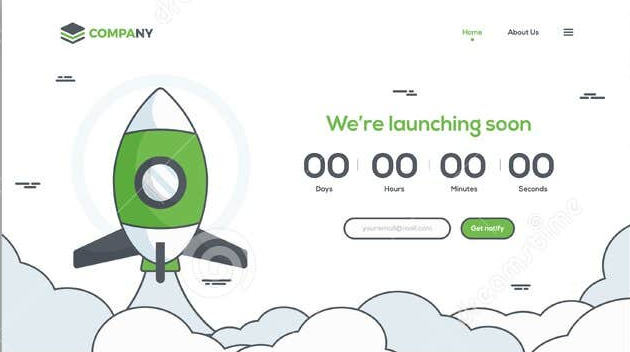 COMPANY
Home
About Us
We're launching soon
00 00 00 00
Days Hours Minutes Seconds
youremail@mail.com
Get notify